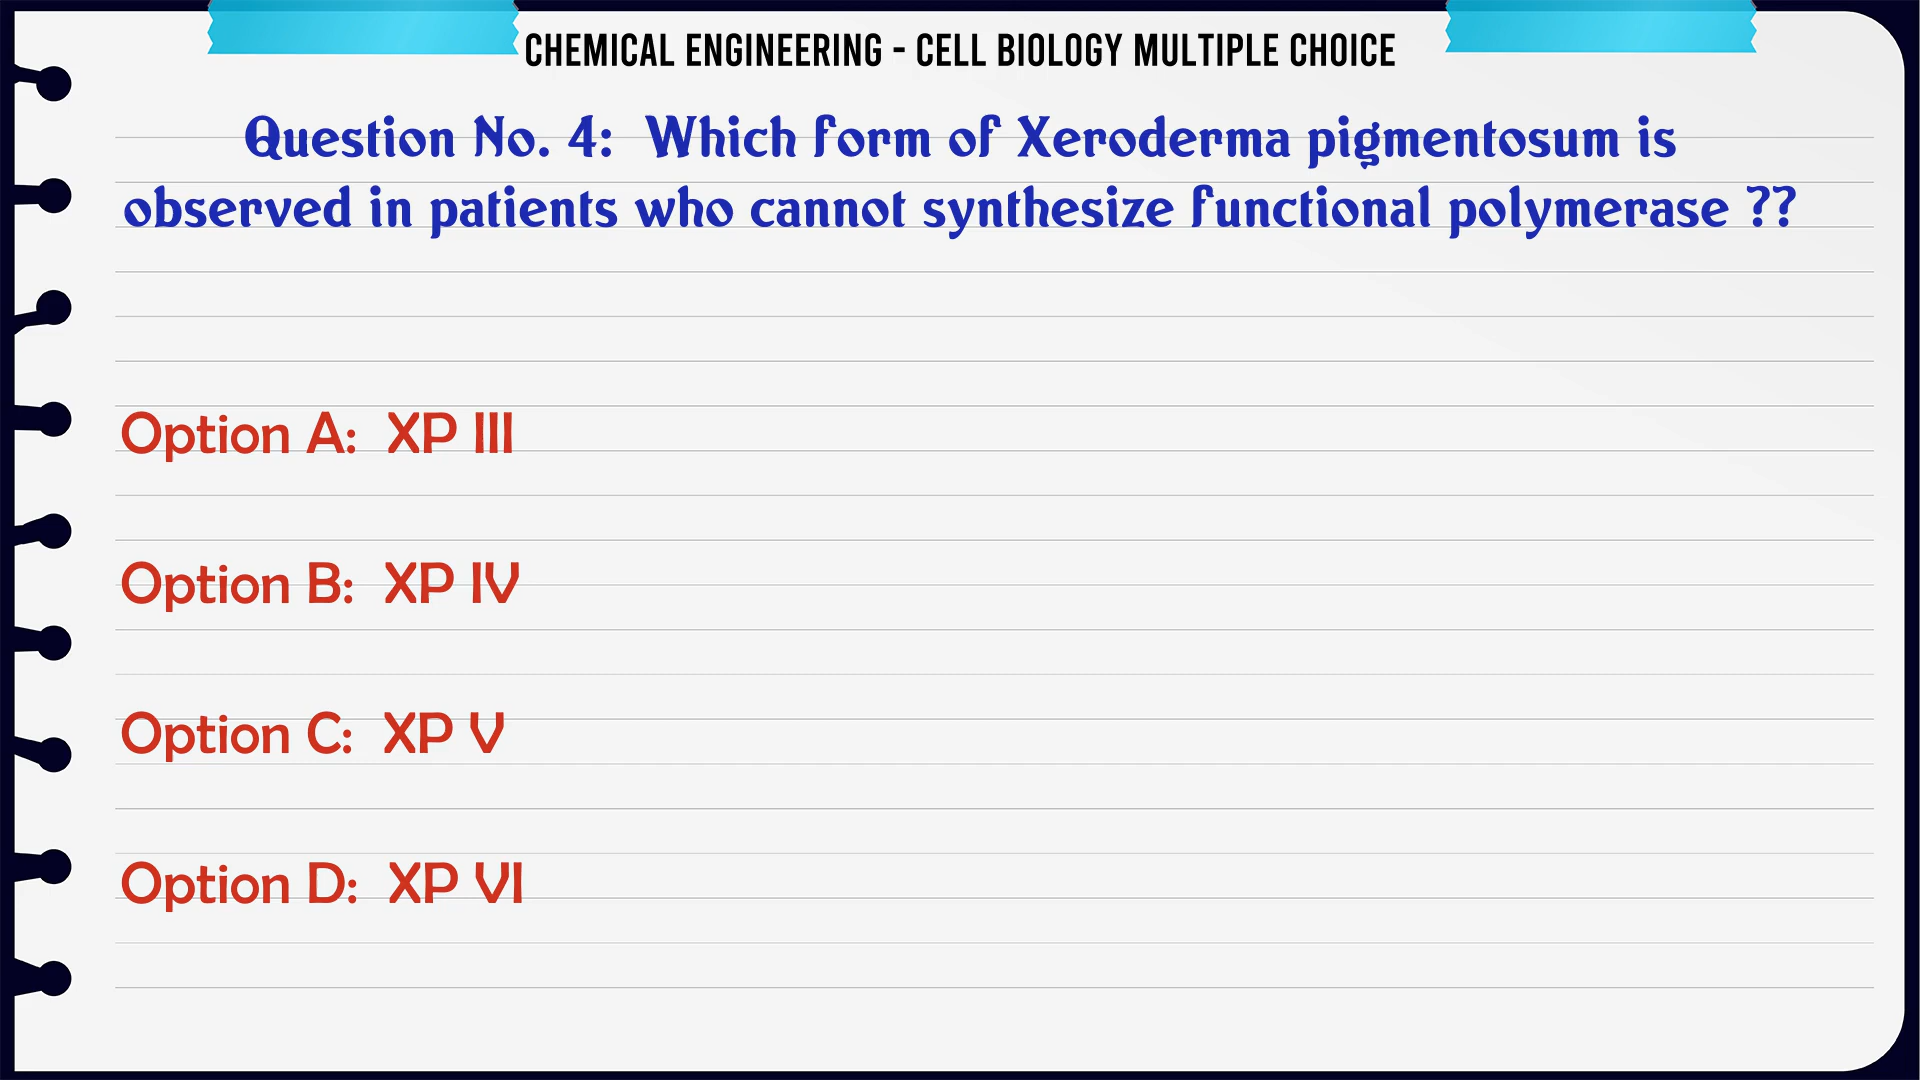 CHEMICAL ENGINEERING - CELL BIOLOGY MULTIPLE CHOICE
Question No. 4: Which form of Xeroderma pigmentosum is
observed in patients who cannot synthesize functional polymerase ??
Option A: XP III
Option B: XP IV
Option C: XP V
Option D: XP VI